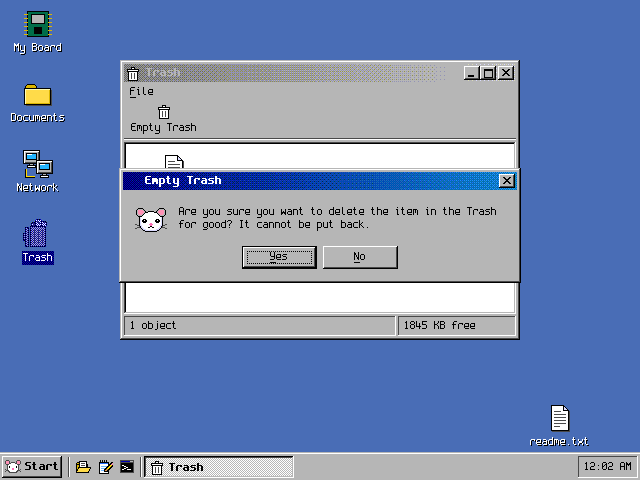 My Board
Documents
Network
Trash
Trash
File
Empty Trash
Empty Trash
Are you sure you want to delete the item in the Trash
for good? It cannot be put back.
Yes
No
1 object
1845 KB free
readme.txt
Start
Trash
12:02 AM